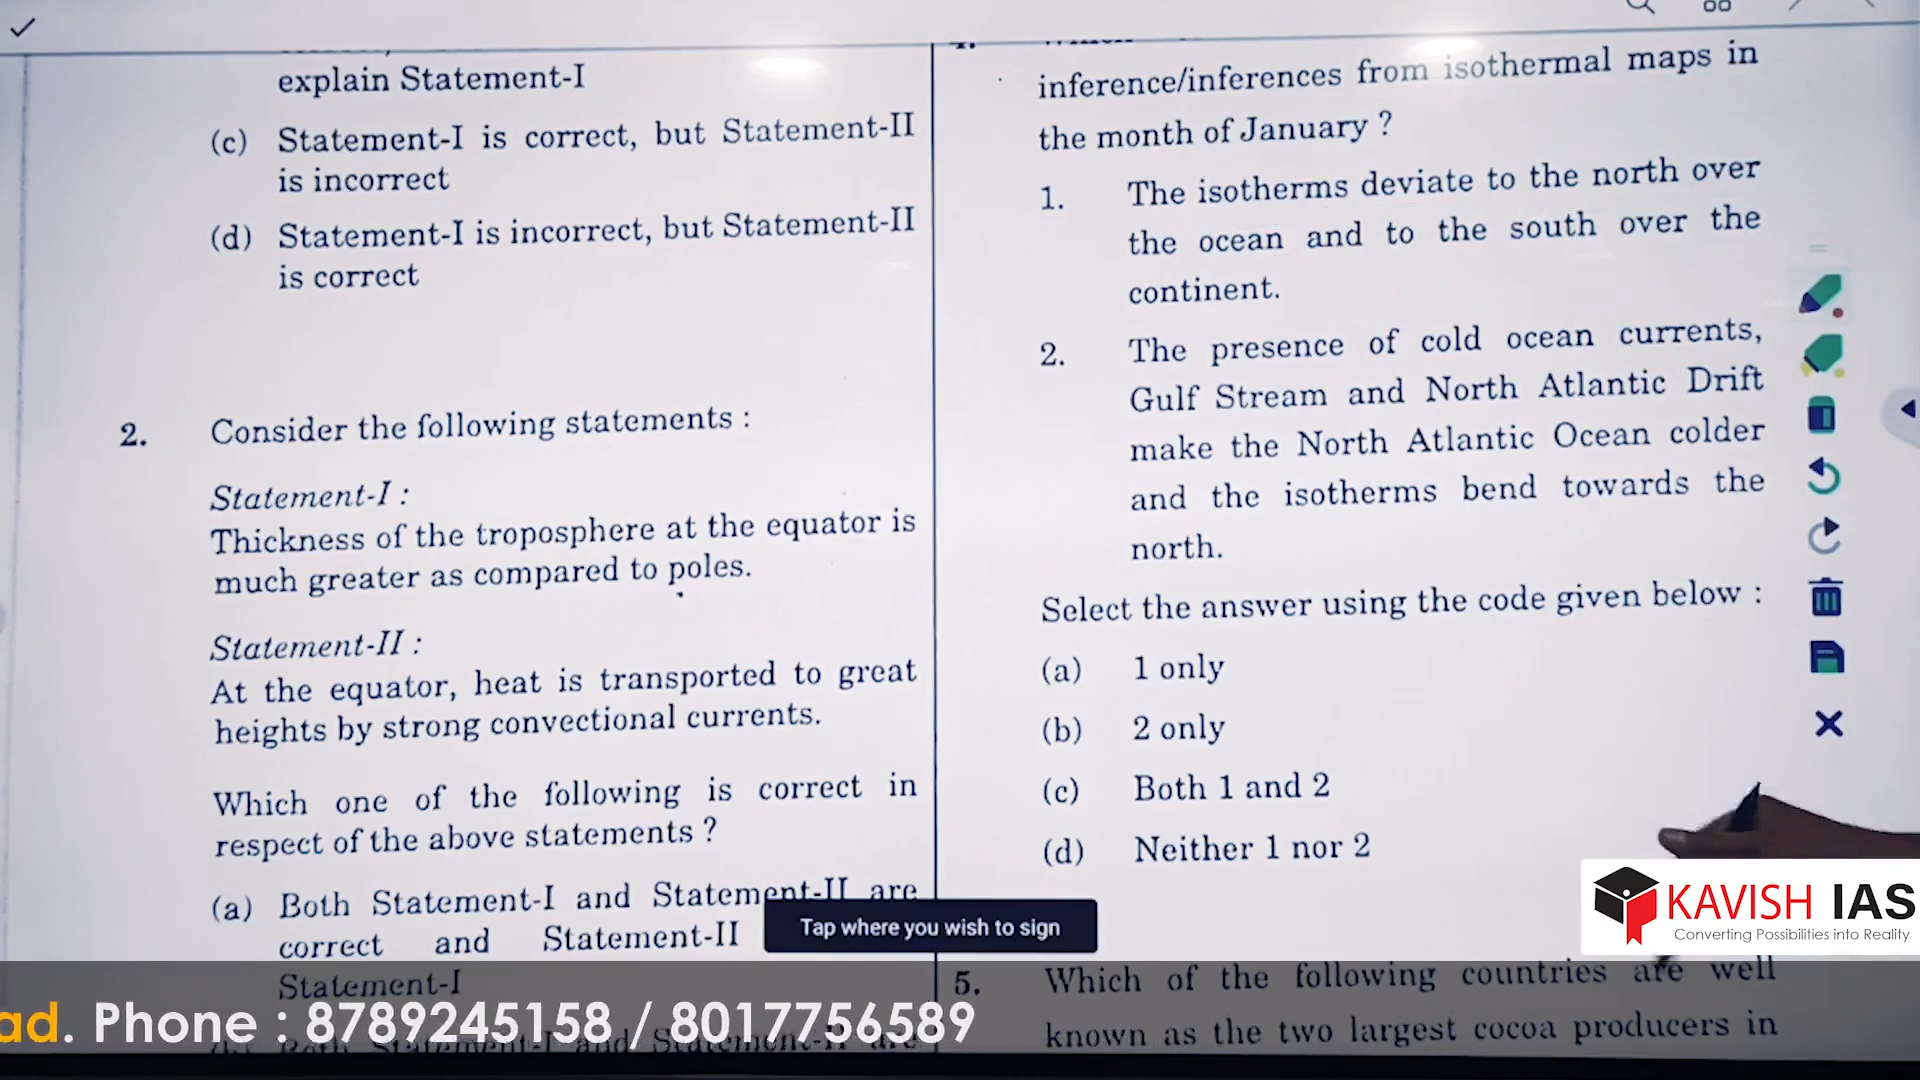 explain Statement-I
(c) Statement-I is correct, but Statement-II
is incorrect
(d) Statement-I is incorrect, but Statement-II
is correct
2. Consider the following statements :
Statement-I :
Thickness of the troposphere at the equator is
much greater as compared to poles.
Statement-II :
At the equator, heat is transported to great
heights by strong convectional currents.
Which one of the following is correct in
respect of the above statements ?
(a) Both Statement-I and Statement-II are
correct and Statement-II
Statement-I
inference/inferences from isothermal maps in
the month of January ?
1. The isotherms deviate to the north over
the ocean and to the south over the
continent.
2. The presence of cold ocean currents,
Gulf Stream and North Atlantic Drift
make the North Atlantic Ocean colder
and the isotherms bend towards the
north.
Select the answer using the code given below :
(a) 1 only
(b) 2 only
(c) Both 1 and 2
(d) Neither 1 nor 2
5. Which of the following countries are well
known as the two largest cocoa producers in
Tap where you wish to sign
KAVISH IAS
Converting Possibilities into Reality
ad. Phone : 8789245158 / 8017756589